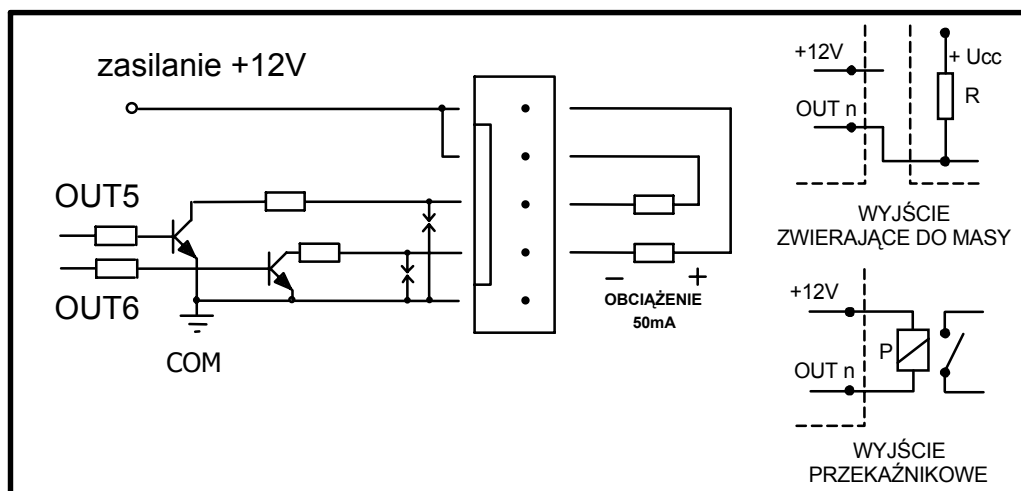 zasilanie +12V
OUT5
OUT6
COM
– +
OBCIĄŻENIE
50mA
+12V
OUT n
+ Ucc
R
WYJŚCIE
ZWIERAJĄCE DO MASY
+12V
OUT n
P
WYJŚCIE
PRZEKAŹNIKOWE